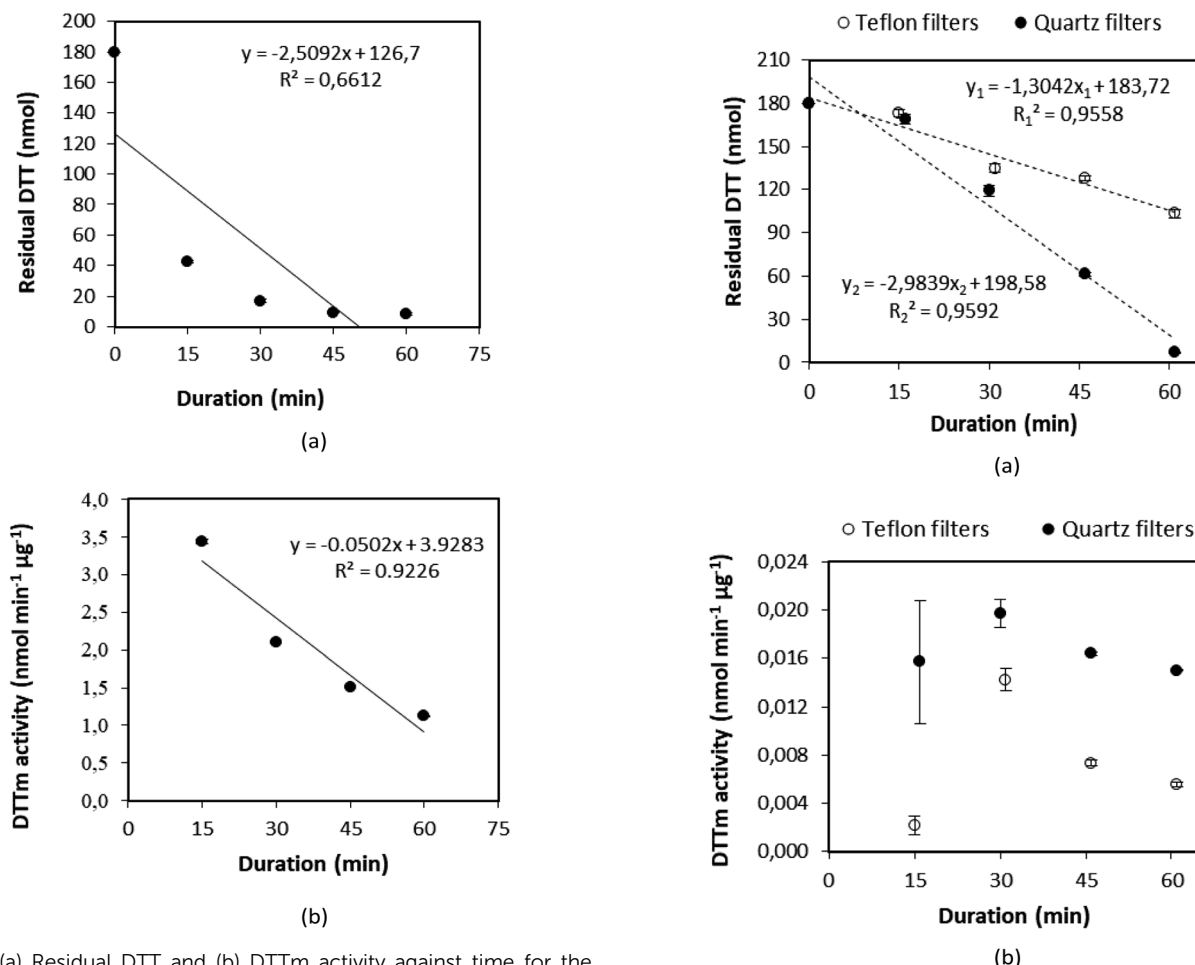 200
180
160
140
120
100
80
60
40
20
0
Residual DTT (nmol)
y = -2,5092x + 126,7
R² = 0,6612
0 15 30 45 60 75
Duration (min)
(a)
4,0
3,5
3,0
2,5
2,0
1,5
1,0
0,5
0,0
DTTm activity (nmol min⁻¹ µg⁻¹)
y = -0.0502x + 3.9283
R² = 0.9226
0 15 30 45 60 75
Duration (min)
(b)
(a) Residual DTT and (b) DTTm activity against time for the
Teflon filters Quartz filters
210
180
150
120
90
60
30
0
Residual DTT (nmol)
y₁ = -1,3042x₁ + 183,72
R₁² = 0,9558
y₂ = -2,9839x₂ + 198,58
R₂² = 0,9592
0 15 30 45 60
Duration (min)
(a)
Teflon filters Quartz filters
0,024
0,020
0,016
0,012
0,008
0,004
0,000
DTTm activity (nmol min⁻¹ µg⁻¹)
0 15 30 45 60
Duration (min)
(b)